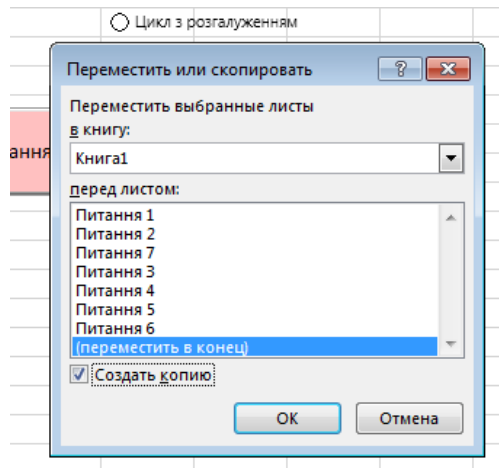 Цикл з розгалуженням
Переместить или скопировать
Переместить выбранные листы
в книгу:
ання
Книга1
перед листом:
Питання 1
Питання 2
Питання 7
Питання 3
Питання 4
Питання 5
Питання 6
(переместить в конец)
Создать копию
ОК
Отмена